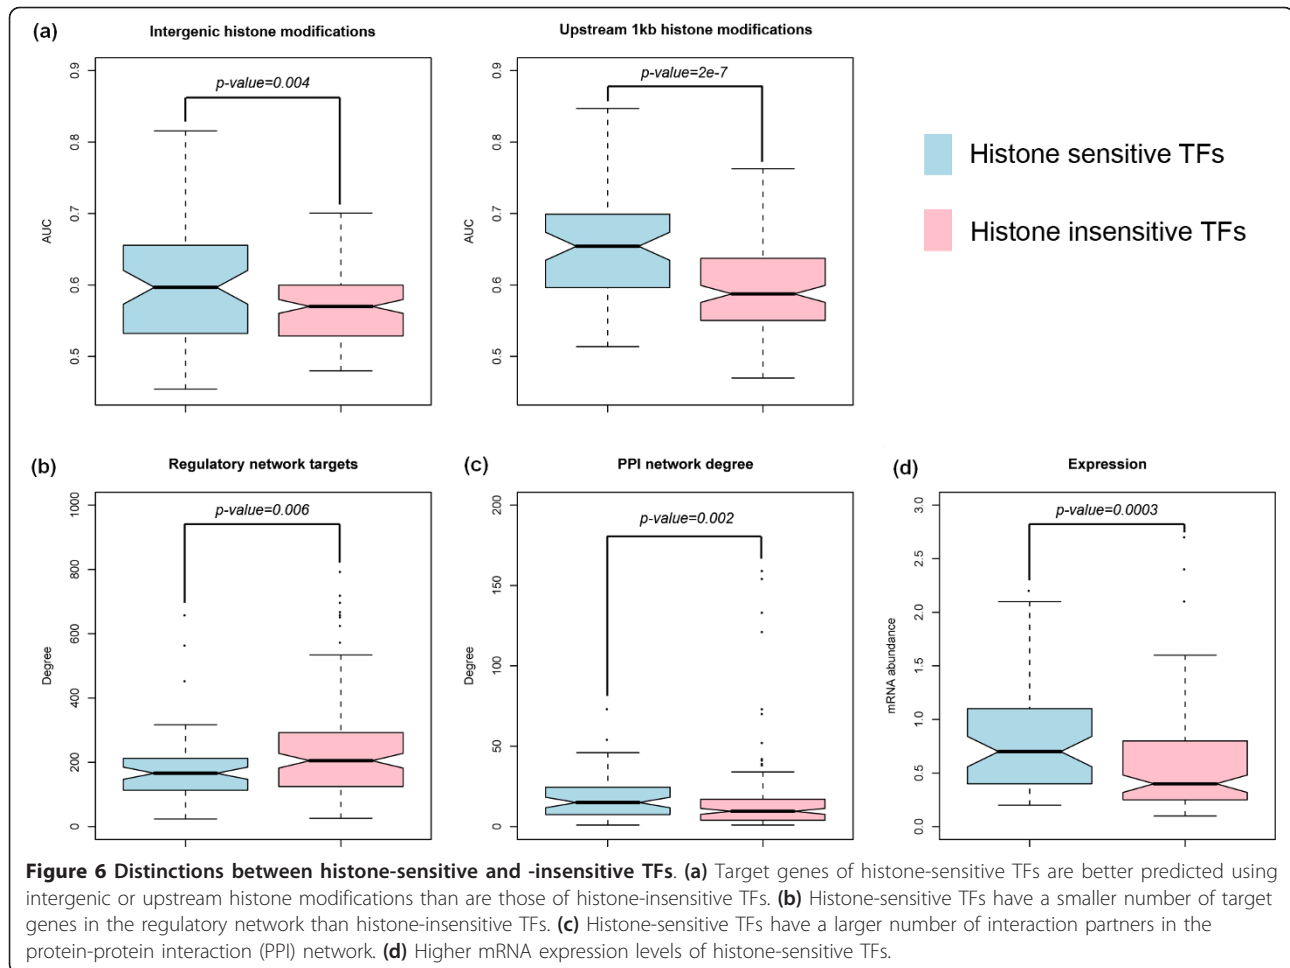 (a)
Intergenic histone modifications
Upstream 1kb histone modifications
p-value=0.004
p-value=2e-7
AUC
0.9
0.8
0.7
0.6
0.5
AUC
0.9
0.8
0.7
0.6
0.5
Histone sensitive TFs
Histone insensitive TFs
(b)
Regulatory network targets
p-value=0.006
Degree
1000
800
600
400
200
0
(c)
PPI network degree
p-value=0.002
Degree
200
150
100
50
0
(d)
Expression
p-value=0.0003
mRNA abundance
3.0
2.5
2.0
1.5
1.0
0.5
0.0
Figure 6 Distinctions between histone-sensitive and -insensitive TFs. (a) Target genes of histone-sensitive TFs are better predicted using
intergenic or upstream histone modifications than are those of histone-insensitive TFs. (b) Histone-sensitive TFs have a smaller number of target
genes in the regulatory network than histone-insensitive TFs. (c) Histone-sensitive TFs have a larger number of interaction partners in the
protein-protein interaction (PPI) network. (d) Higher mRNA expression levels of histone-sensitive TFs.